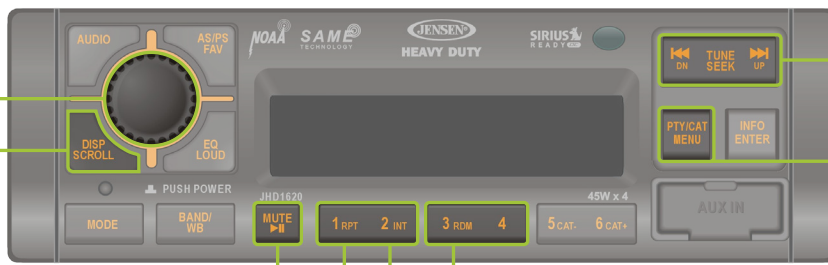 AUDIO
AS/PS
FAV
NOAA
SAME
TECHNOLOGY
JENSEN®
HEAVY DUTY
SIRIUS
READY
DN
TUNE
SEEK
UP
DISP
SCROLL
EQ
LOUD
PTY/CAT
MENU
INFO
ENTER
PUSH POWER
JHD1620
45W x 4
MODE
BAND/
WB
MUTE
1 RPT
2 INT
3 RDM
4
5 CAT-
6 CAT+
AUX IN